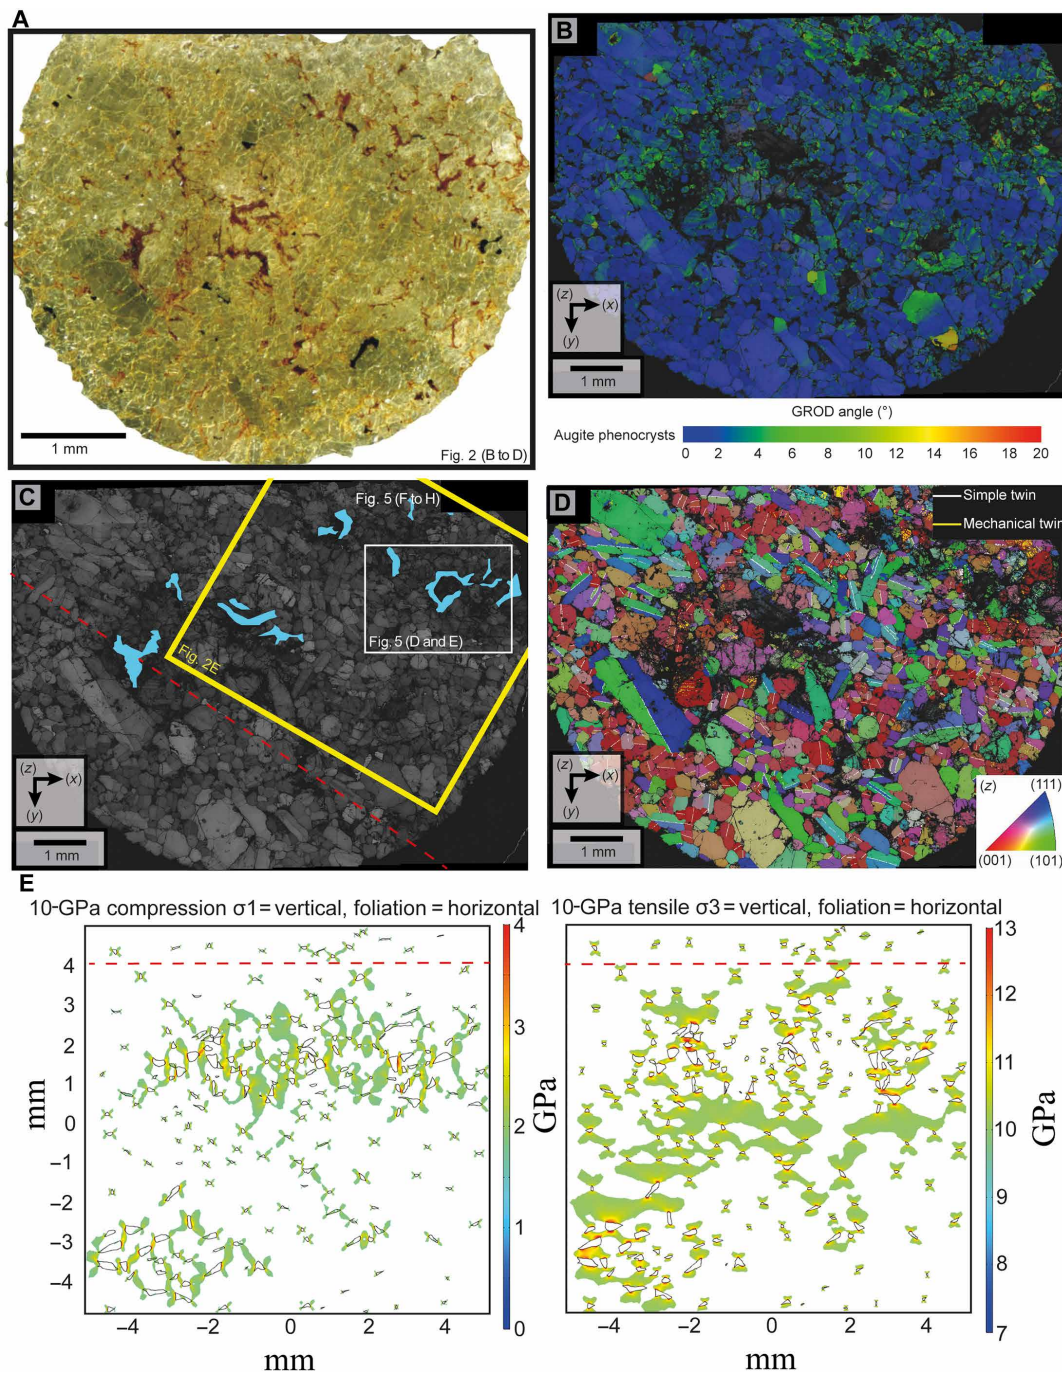 A
1 mm
Fig. 2 (B to D)
B
(z)
(x)
(y)
1 mm
GROD angle (°)
Augite phenocrysts
0 2 4 6 8 10 12 14 16 18 20
C
Fig. 5 (F to H)
Fig. 5 (D and E)
Fig. 2E
(z)
(x)
(y)
1 mm
D
Simple twin
Mechanical twin
(z)
(x)
(y)
1 mm
(z)
(111)
(001)
(101)
E
10-GPa compression σ1=vertical, foliation=horizontal
4
3
2
1
0
−1
−2
−3
−4
mm
−4 −2 0 2 4
mm
4
3
2
1
0
GPa
10-GPa tensile σ3=vertical, foliation=horizontal
−4 −2 0 2 4
mm
13
12
11
10
9
8
7
GPa